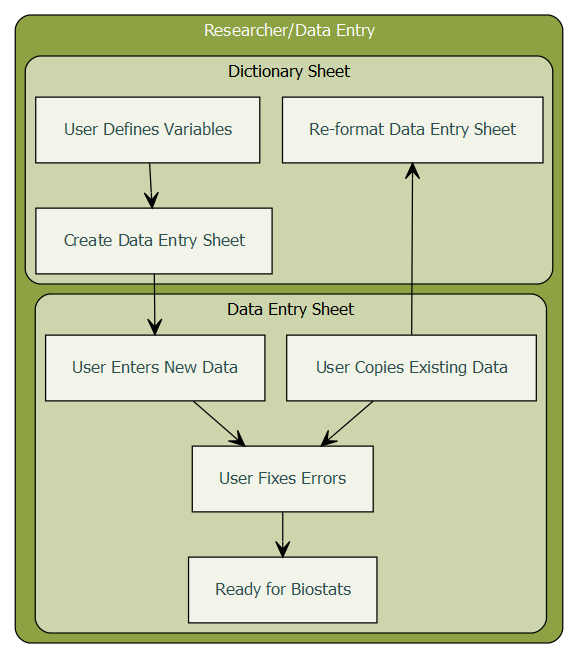 Researcher/Data Entry
Dictionary Sheet
User Defines Variables
Re-format Data Entry Sheet
Create Data Entry Sheet
Data Entry Sheet
User Enters New Data
User Copies Existing Data
User Fixes Errors
Ready for Biostats